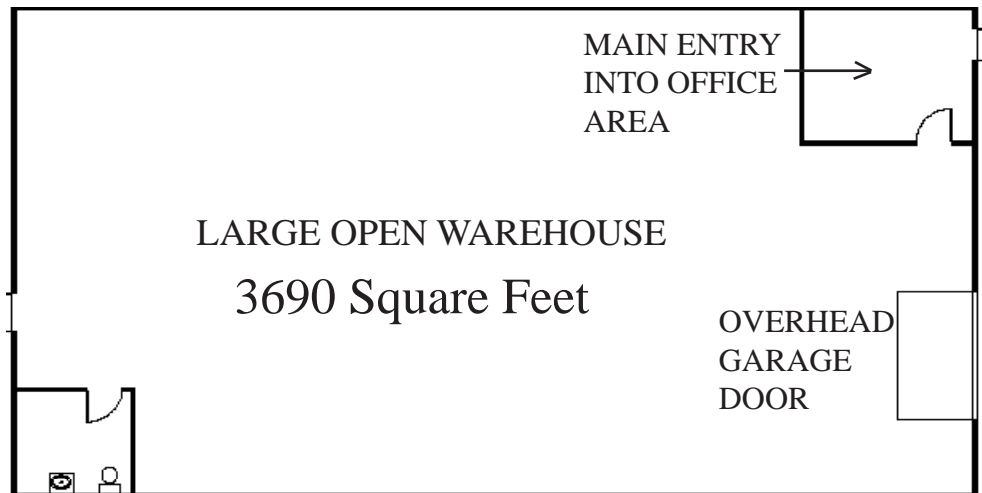 MAIN ENTRY
INTO OFFICE
AREA
LARGE OPEN WAREHOUSE
3690 Square Feet
OVERHEAD
GARAGE
DOOR